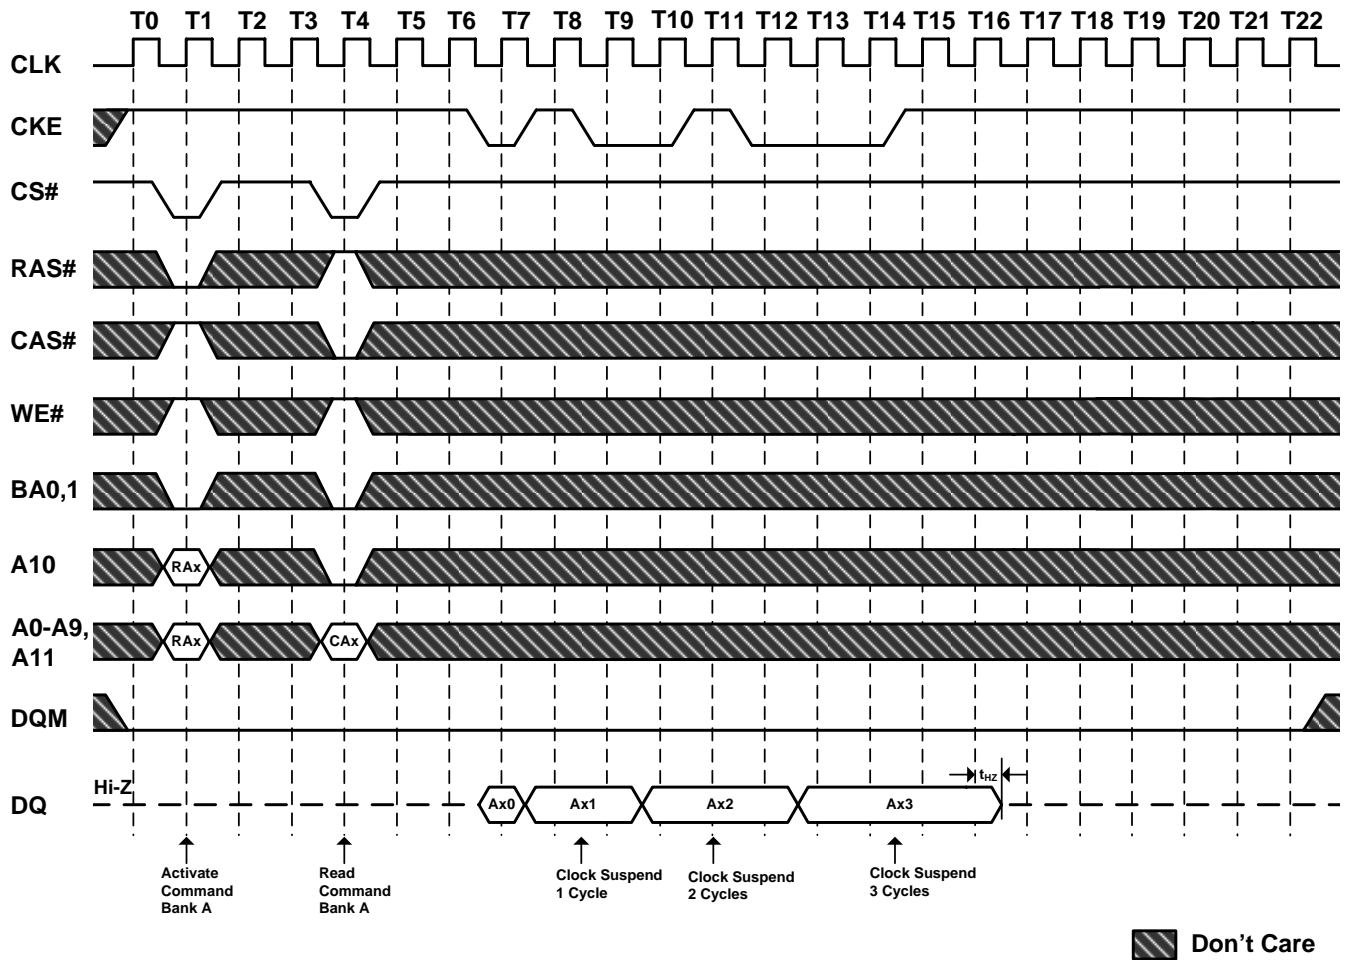 T0 T1 T2 T3 T4 T5 T6 T7 T8 T9 T10 T11 T12 T13 T14 T15 T16 T17 T18 T19 T20 T21 T22
CLK
CKE
CS#
RAS#
CAS#
WE#
BA0,1
A10
RAx
A0-A9,
A11
RAx
CAx
DQM
Hi-Z
tHZ
DQ
Ax0
Ax1
Ax2
Ax3
Activate
Command
Bank A
Read
Command
Bank A
Clock Suspend
1 Cycle
Clock Suspend
2 Cycles
Clock Suspend
3 Cycles
Don't Care